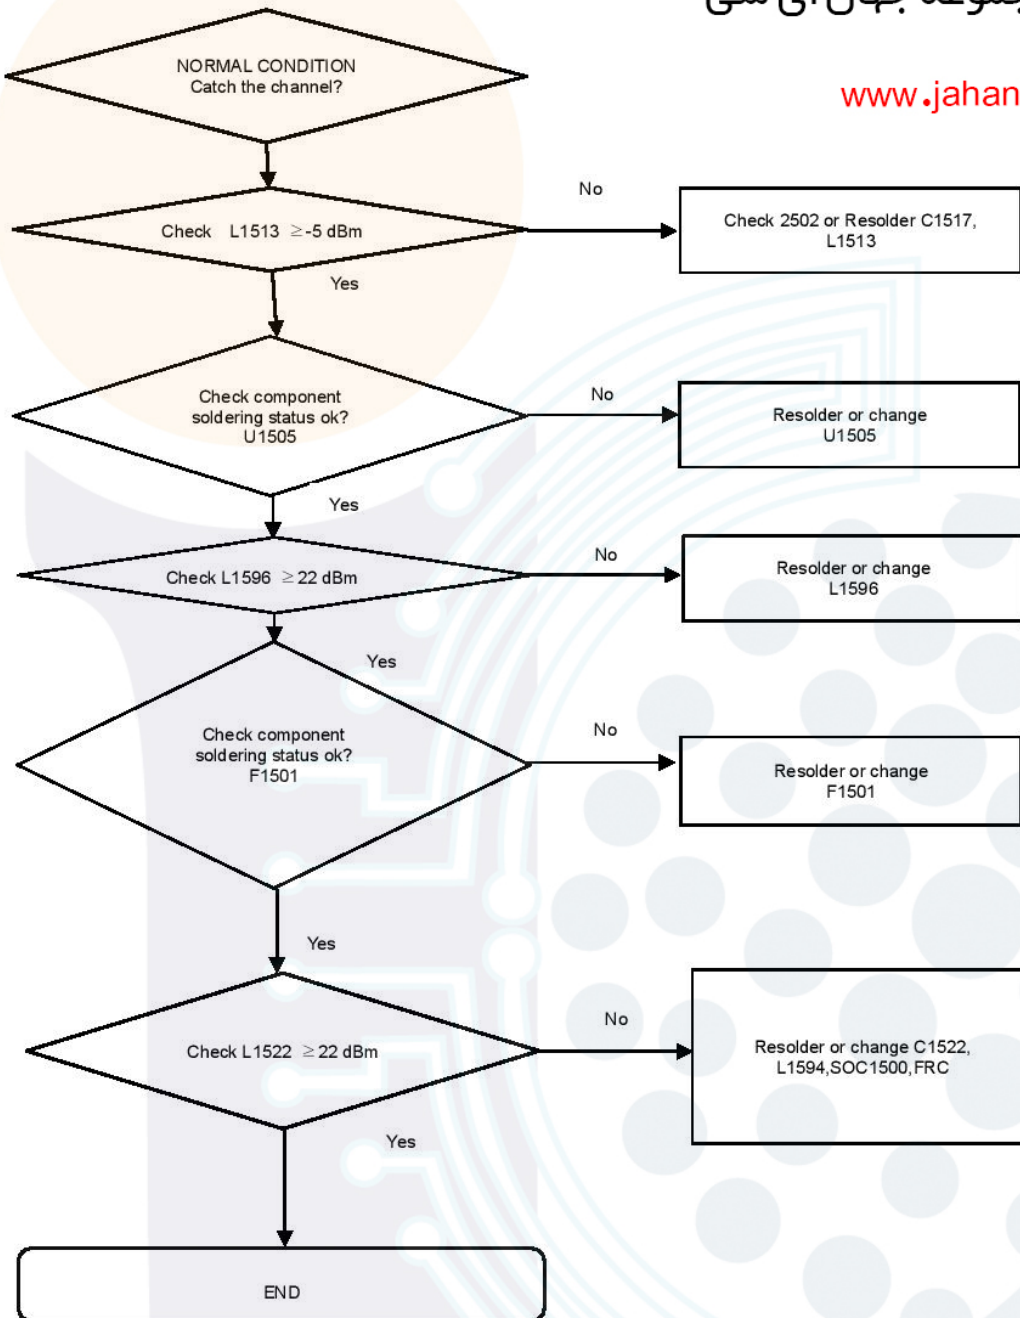 جهان آی سی
www.jahan
NORMAL CONDITION
Catch the channel?
Check L1513 ≥-5 dBm
No
Check 2502 or Resolder C1517,
L1513
Yes
Check component
soldering status ok?
U1505
No
Resolder or change
U1505
Yes
Check L1596 ≥22 dBm
No
Resolder or change
L1596
Yes
Check component
soldering status ok?
F1501
No
Resolder or change
F1501
Yes
Check L1522 ≥22 dBm
No
Resolder or change C1522,
L1594,SOC1500,FRC
Yes
END